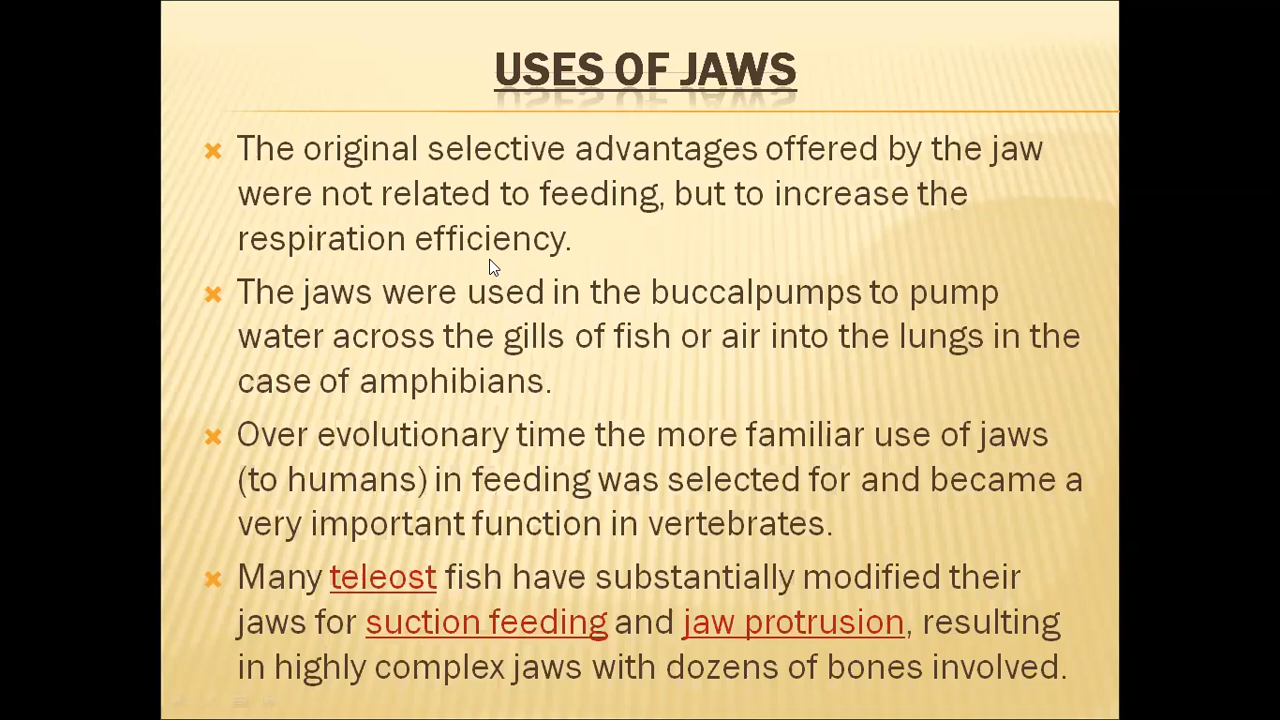 USES OF JAWS
The original selective advantages offered by the jaw
were not related to feeding, but to increase the
respiration efficiency.
The jaws were used in the buccalpumps to pump
water across the gills of fish or air into the lungs in the
case of amphibians.
Over evolutionary time the more familiar use of jaws
(to humans) in feeding was selected for and became a
very important function in vertebrates.
Many teleost fish have substantially modified their
jaws for suction feeding and jaw protrusion, resulting
in highly complex jaws with dozens of bones involved.